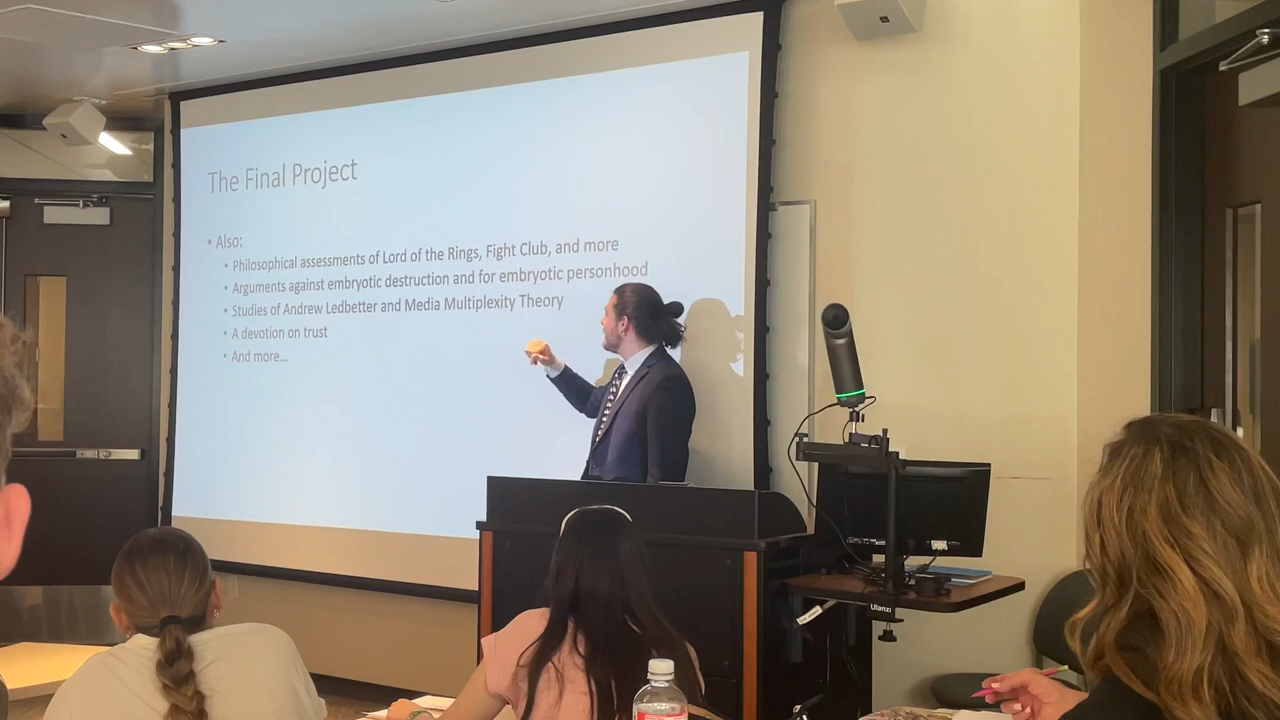 The Final Project
• Also:
• Philosophical assessments of Lord of the Rings, Fight Club, and more
• Arguments against embryotic destruction and for embryotic personhood
• Studies of Andrew Ledbetter and Media Multiplexity Theory
• A devotion on trust
• And more...
Ulanzi